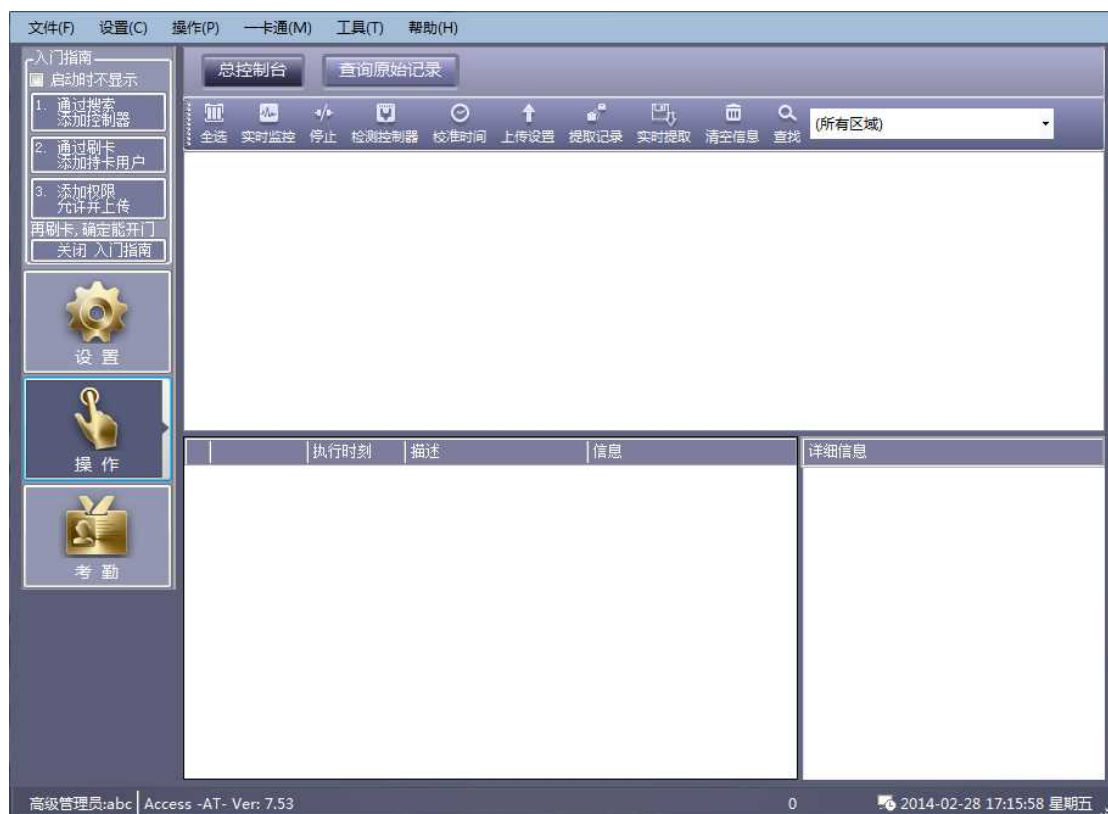 文件(F) 设置(C) 操作(P) 一卡通(M) 工具(T) 帮助(H)
入门指南
启动时不显示
1. 通过搜索
添加控制器
2. 通过刷卡
添加持卡用户
3. 添加权限
允许并上传
再刷卡,确定能开门
关闭 入门指南
设 置
操 作
考 勤
总控制台 查询原始记录
全选 实时监控 停止 检测控制器 校准时间 上传设置 提取记录 实时提取 清空信息 查找 (所有区域)
执行时刻 描述 信息 详细信息
高级管理员:abc Access -AT- Ver: 7.53 0 2014-02-28 17:15:58 星期五